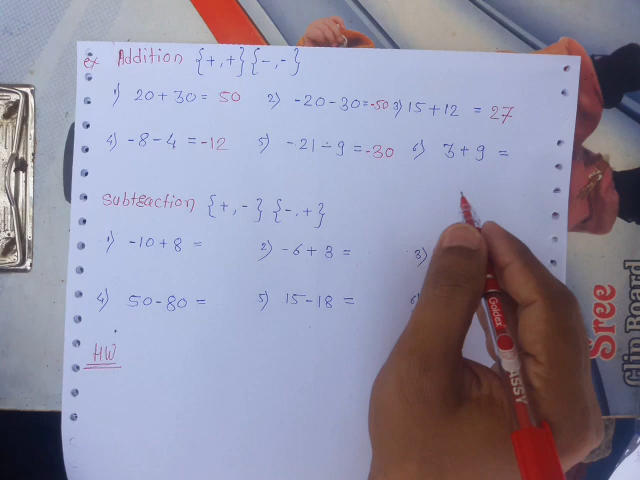 ex Addition {+,+} {-,-}
1) 20 + 30 = 50 2) -20 - 30 = -50 3) 15 + 12 = 27
4) -8 - 4 = -12 5) -21 - 9 = -30 6) 3 + 9 =
subtraction {+,-} {-,+}
1) -10 + 8 = 2) -6 + 3 = 3)
4) 50 - 80 = 5) 15 - 18 =
HW
Goldex
Sree
Clip Board